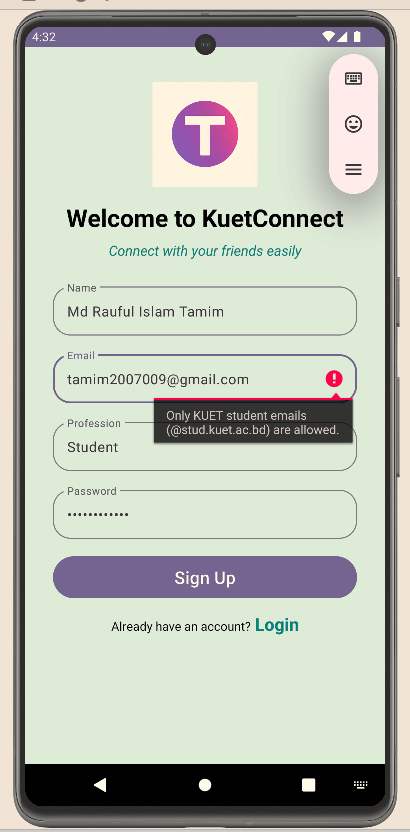 4:32
T
Welcome to KuetConnect
Connect with your friends easily
Name
Md Rauful Islam Tamim
Email
tamim2007009@gmail.com
Only KUET student emails
(@stud.kuet.ac.bd) are allowed.
Profession
Student
Password
••••••••••••
Sign Up
Already have an account? Login